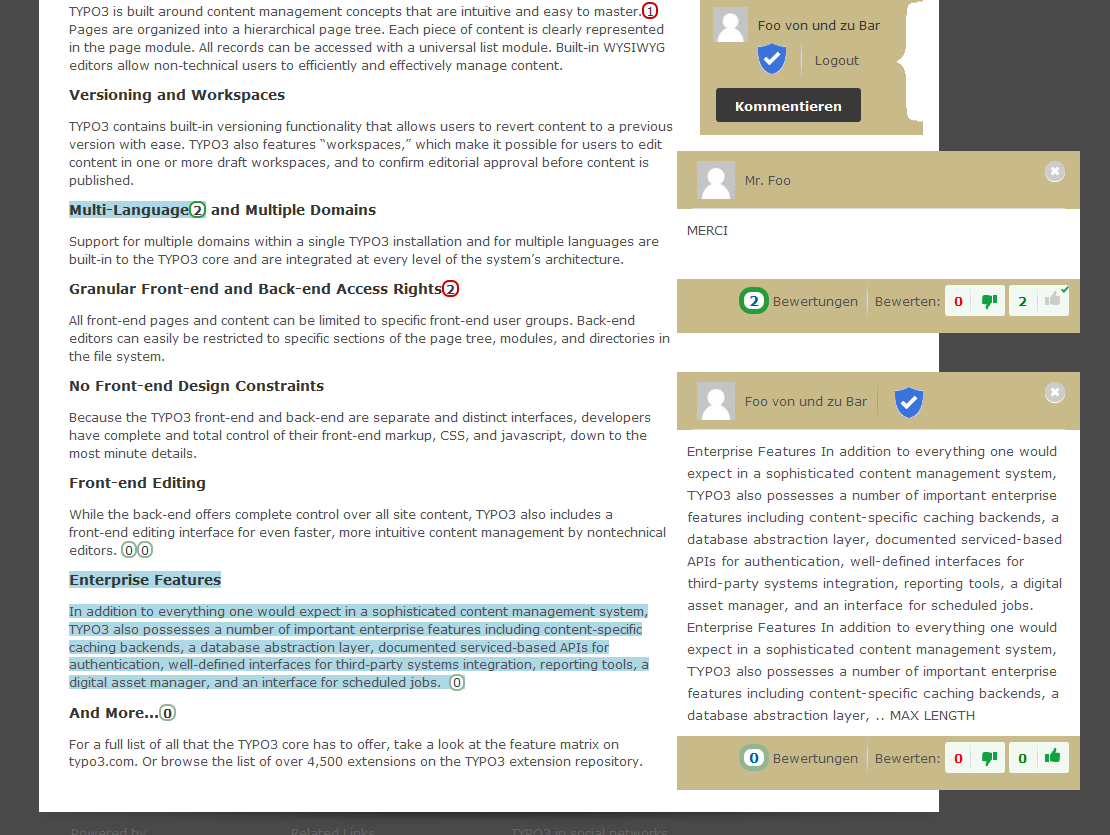 TYPO3 is built around content management concepts that are intuitive and easy to master.1
Pages are organized into a hierarchical page tree. Each piece of content is clearly represented
in the page module. All records can be accessed with a universal list module. Built-in WYSIWYG
editors allow non-technical users to efficiently and effectively manage content.
Versioning and Workspaces
TYPO3 contains built-in versioning functionality that allows users to revert content to a previous
version with ease. TYPO3 also features “workspaces,” which make it possible for users to edit
content in one or more draft workspaces, and to confirm editorial approval before content is
published.
Multi-Language2 and Multiple Domains
Support for multiple domains within a single TYPO3 installation and for multiple languages are
built-in to the TYPO3 core and are integrated at every level of the system’s architecture.
Granular Front-end and Back-end Access Rights2
All front-end pages and content can be limited to specific front-end user groups. Back-end
editors can easily be restricted to specific sections of the page tree, modules, and directories in
the file system.
No Front-end Design Constraints
Because the TYPO3 front-end and back-end are separate and distinct interfaces, developers
have complete and total control of their front-end markup, CSS, and javascript, down to the
most minute details.
Front-end Editing
While the back-end offers complete control over all site content, TYPO3 also includes a
front-end editing interface for even faster, more intuitive content management by nontechnical
editors. 0 0
Enterprise Features
In addition to everything one would expect in a sophisticated content management system,
TYPO3 also possesses a number of important enterprise features including content-specific
caching backends, a database abstraction layer, documented serviced-based APIs for
authentication, well-defined interfaces for third-party systems integration, reporting tools, a
digital asset manager, and an interface for scheduled jobs. 0
And More...0
For a full list of all that the TYPO3 core has to offer, take a look at the feature matrix on
typo3.com. Or browse the list of over 4,500 extensions on the TYPO3 extension repository.
Foo von und zu Bar
Logout
Kommentieren
Mr. Foo
MERCI
2 Bewertungen Bewerten: 0 2
Foo von und zu Bar
Enterprise Features In addition to everything one would
expect in a sophisticated content management system,
TYPO3 also possesses a number of important enterprise
features including content-specific caching backends, a
database abstraction layer, documented serviced-based
APIs for authentication, well-defined interfaces for
third-party systems integration, reporting tools, a digital
asset manager, and an interface for scheduled jobs.
Enterprise Features In addition to everything one would
expect in a sophisticated content management system,
TYPO3 also possesses a number of important enterprise
features including content-specific caching backends, a
database abstraction layer, .. MAX LENGTH
0 Bewertungen Bewerten: 0 0
Powered by Related Links TYPO3 in social networks